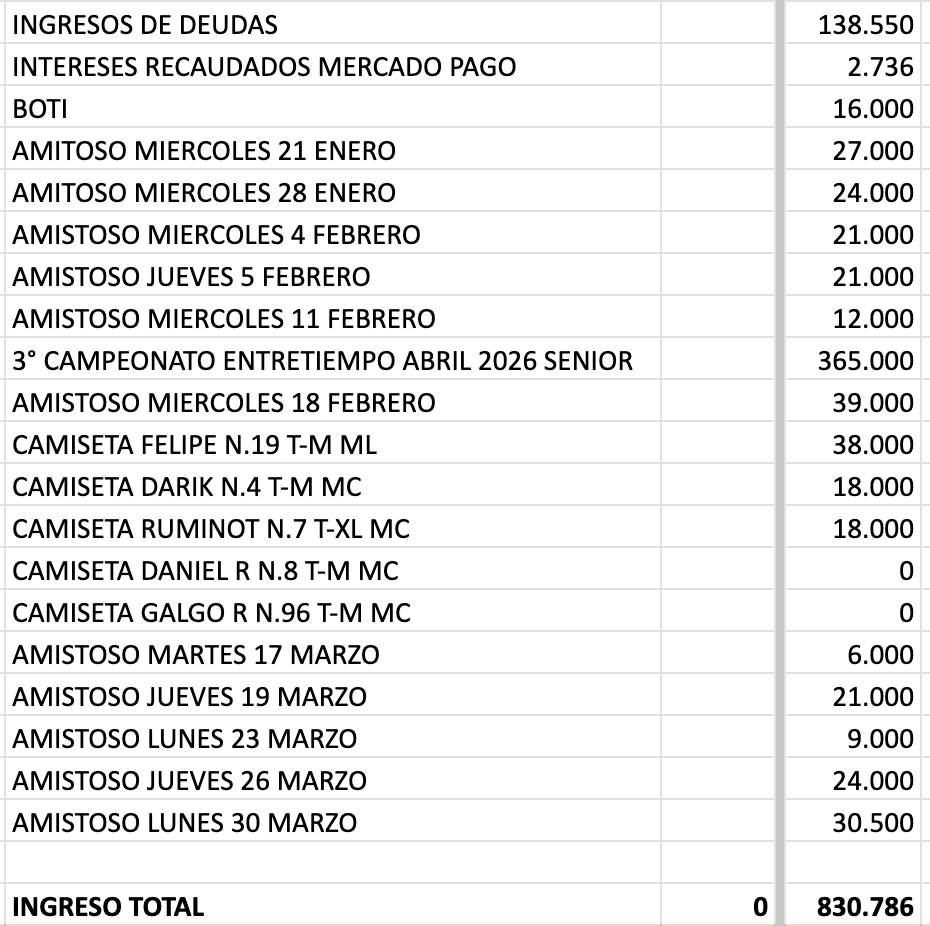 INGRESOS DE DEUDAS 138.550
INTERESES RECAUDADOS MERCADO PAGO 2.736
BOTI 16.000
AMITOSO MIERCOLES 21 ENERO 27.000
AMITOSO MIERCOLES 28 ENERO 24.000
AMISTOSO MIERCOLES 4 FEBRERO 21.000
AMISTOSO JUEVES 5 FEBRERO 21.000
AMISTOSO MIERCOLES 11 FEBRERO 12.000
3° CAMPEONATO ENTRETIEMPO ABRIL 2026 SENIOR 365.000
AMISTOSO MIERCOLES 18 FEBRERO 39.000
CAMISETA FELIPE N.19 T-M ML 38.000
CAMISETA DARIK N.4 T-M MC 18.000
CAMISETA RUMINOT N.7 T-XL MC 18.000
CAMISETA DANIEL R N.8 T-M MC 0
CAMISETA GALGO R N.96 T-M MC 0
AMISTOSO MARTES 17 MARZO 6.000
AMISTOSO JUEVES 19 MARZO 21.000
AMISTOSO LUNES 23 MARZO 9.000
AMISTOSO JUEVES 26 MARZO 24.000
AMISTOSO LUNES 30 MARZO 30.500
INGRESO TOTAL 0 830.786